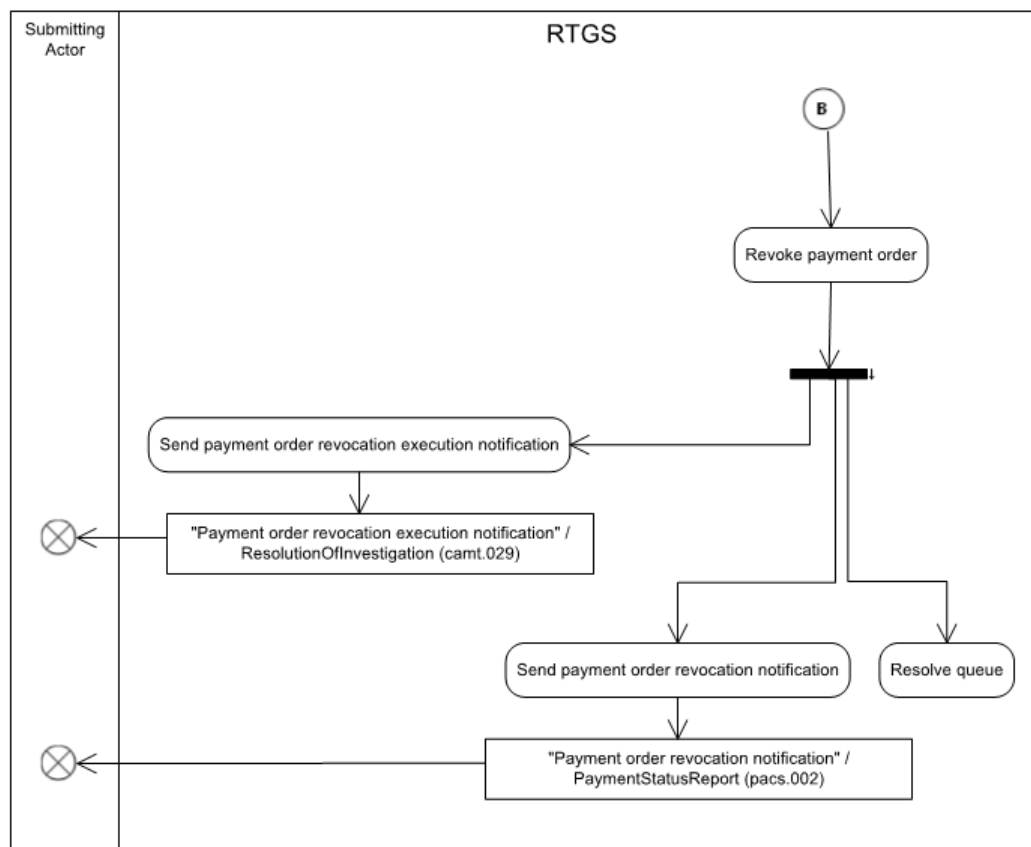 Submitting
Actor
RTGS
B
Revoke payment order
Send payment order revocation execution notification
"Payment order revocation execution notification" /
ResolutionOfInvestigation (camt.029)
Send payment order revocation notification
Resolve queue
"Payment order revocation notification" /
PaymentStatusReport (pacs.002)